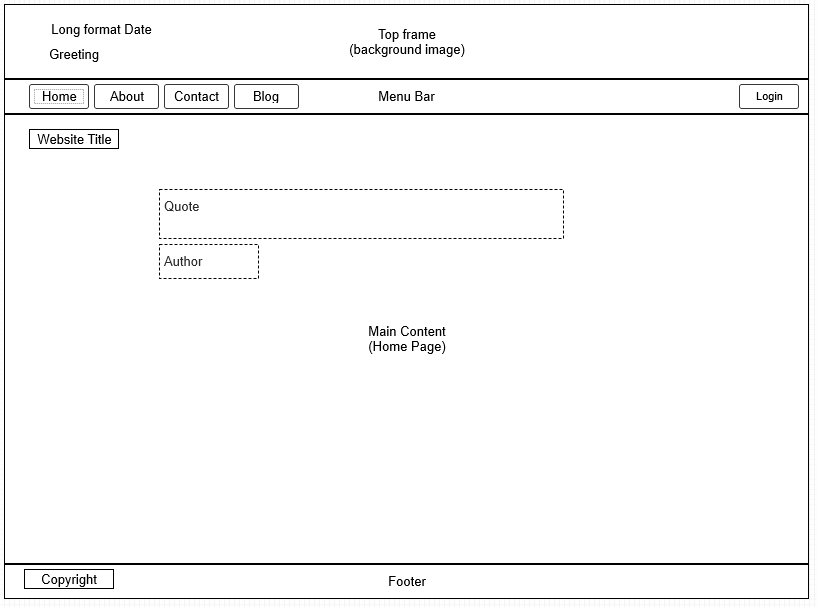 Long format Date
Greeting
Top frame
(background image)
Home
About
Contact
Blog
Menu Bar
Login
Website Title
Quote
Author
Main Content
(Home Page)
Copyright
Footer